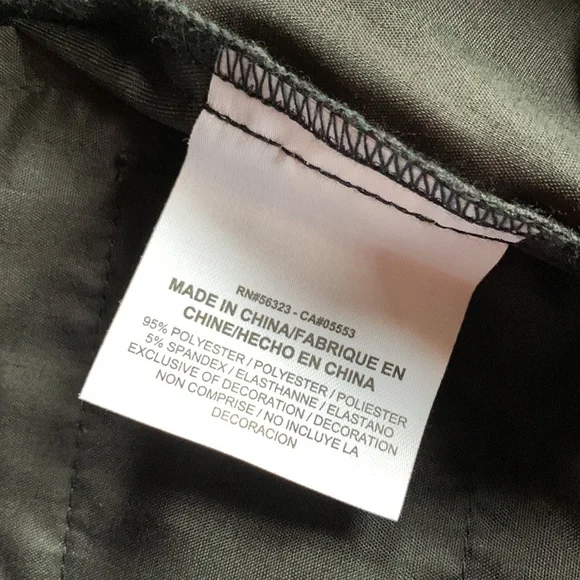 RN#56323 - CA#05553
MADE IN CHINA/FABRIQUE EN
CHINE/HECHO EN CHINA
95% POLYESTER / POLYESTER / POLIESTER
5% SPANDEX / ELASTHANNE / ELASTANO
EXCLUSIVE OF DECORATION / DECORATION
NON COMPRISE / NO INCLUYE LA
DECORACION